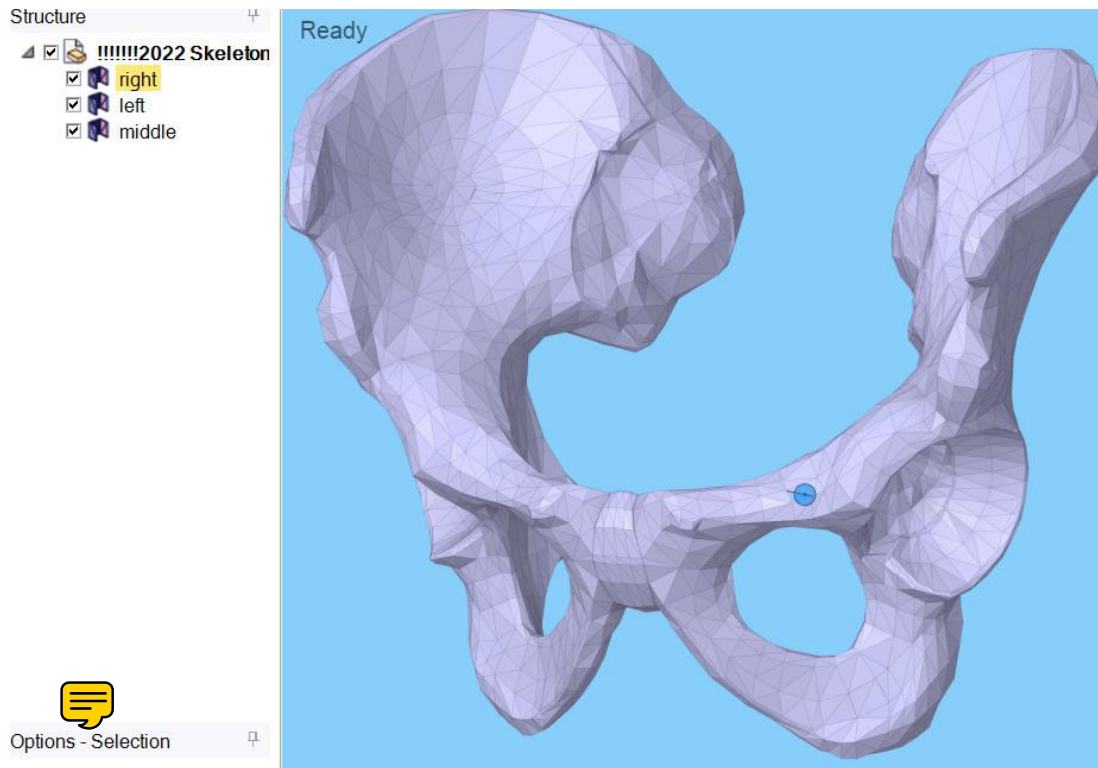 Structure
!!!!!!!2022 Skeleton
right
left
middle
Options - Selection
Ready